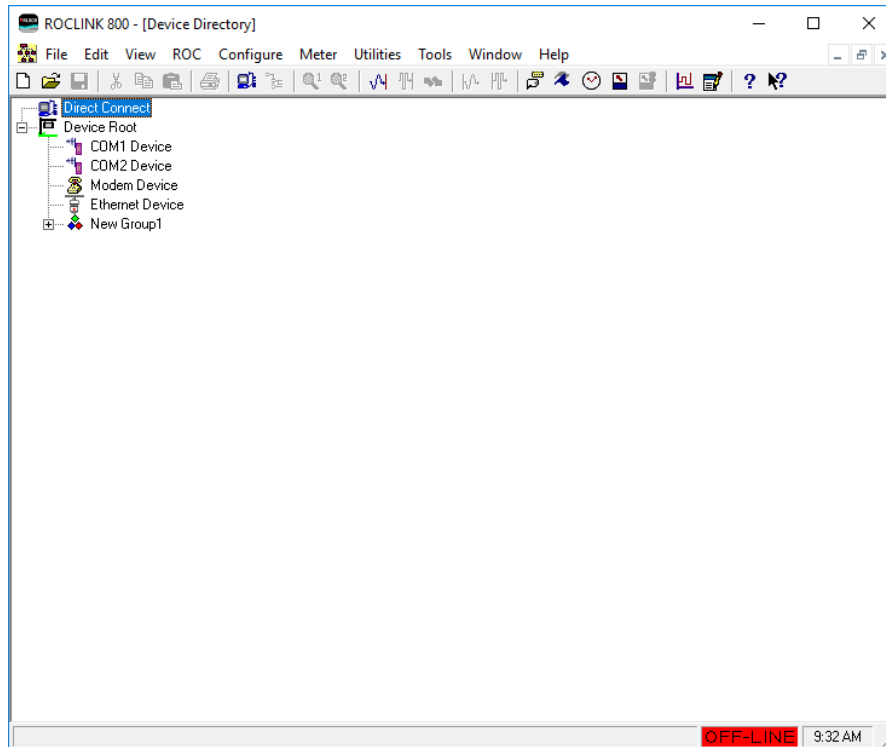 ROCLINK 800 - [Device Directory]
File Edit View ROC Configure Meter Utilities Tools Window Help
Direct Connect
Device Root
COM1 Device
COM2 Device
Modem Device
Ethernet Device
New Group1
OFF-LINE 9:32 AM